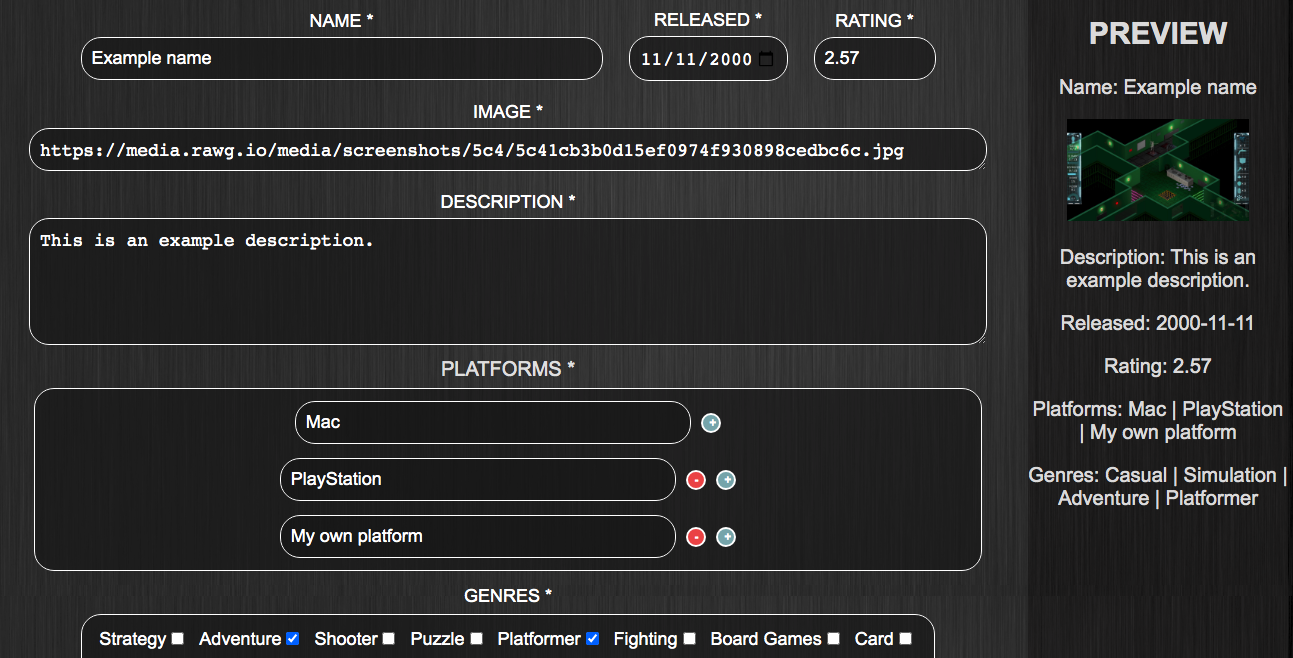 NAME * RELEASED * RATING *
Example name 11/11/2000 2.57
IMAGE *
https://media.rawg.io/media/screenshots/5c4/5c41cb3b0d15ef0974f930898cedbc6c.jpg
DESCRIPTION *
This is an example description.
PLATFORMS *
Mac +
PlayStation - +
My own platform - +
GENRES *
Strategy Adventure Shooter Puzzle Platformer Fighting Board Games Card
PREVIEW
Name: Example name
Description: This is an
example description.
Released: 2000-11-11
Rating: 2.57
Platforms: Mac | PlayStation
| My own platform
Genres: Casual | Simulation |
Adventure | Platformer